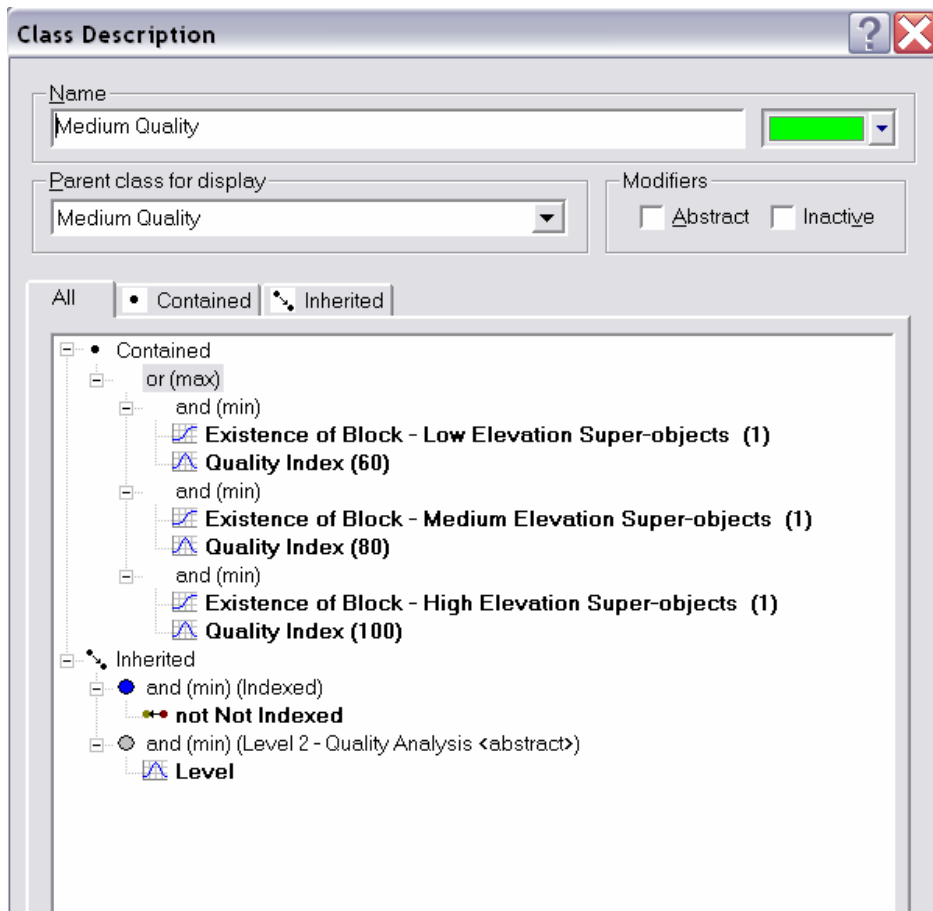 Class Description
Name
Medium Quality
Parent class for display
Medium Quality
Modifiers
Abstract
Inactive
All
Contained
Inherited
Contained
or (max)
and (min)
Existence of Block - Low Elevation Super-objects (1)
Quality Index (60)
and (min)
Existence of Block - Medium Elevation Super-objects (1)
Quality Index (80)
and (min)
Existence of Block - High Elevation Super-objects (1)
Quality Index (100)
Inherited
and (min) (Indexed)
not Not Indexed
and (min) (Level 2 - Quality Analysis <abstract>)
Level